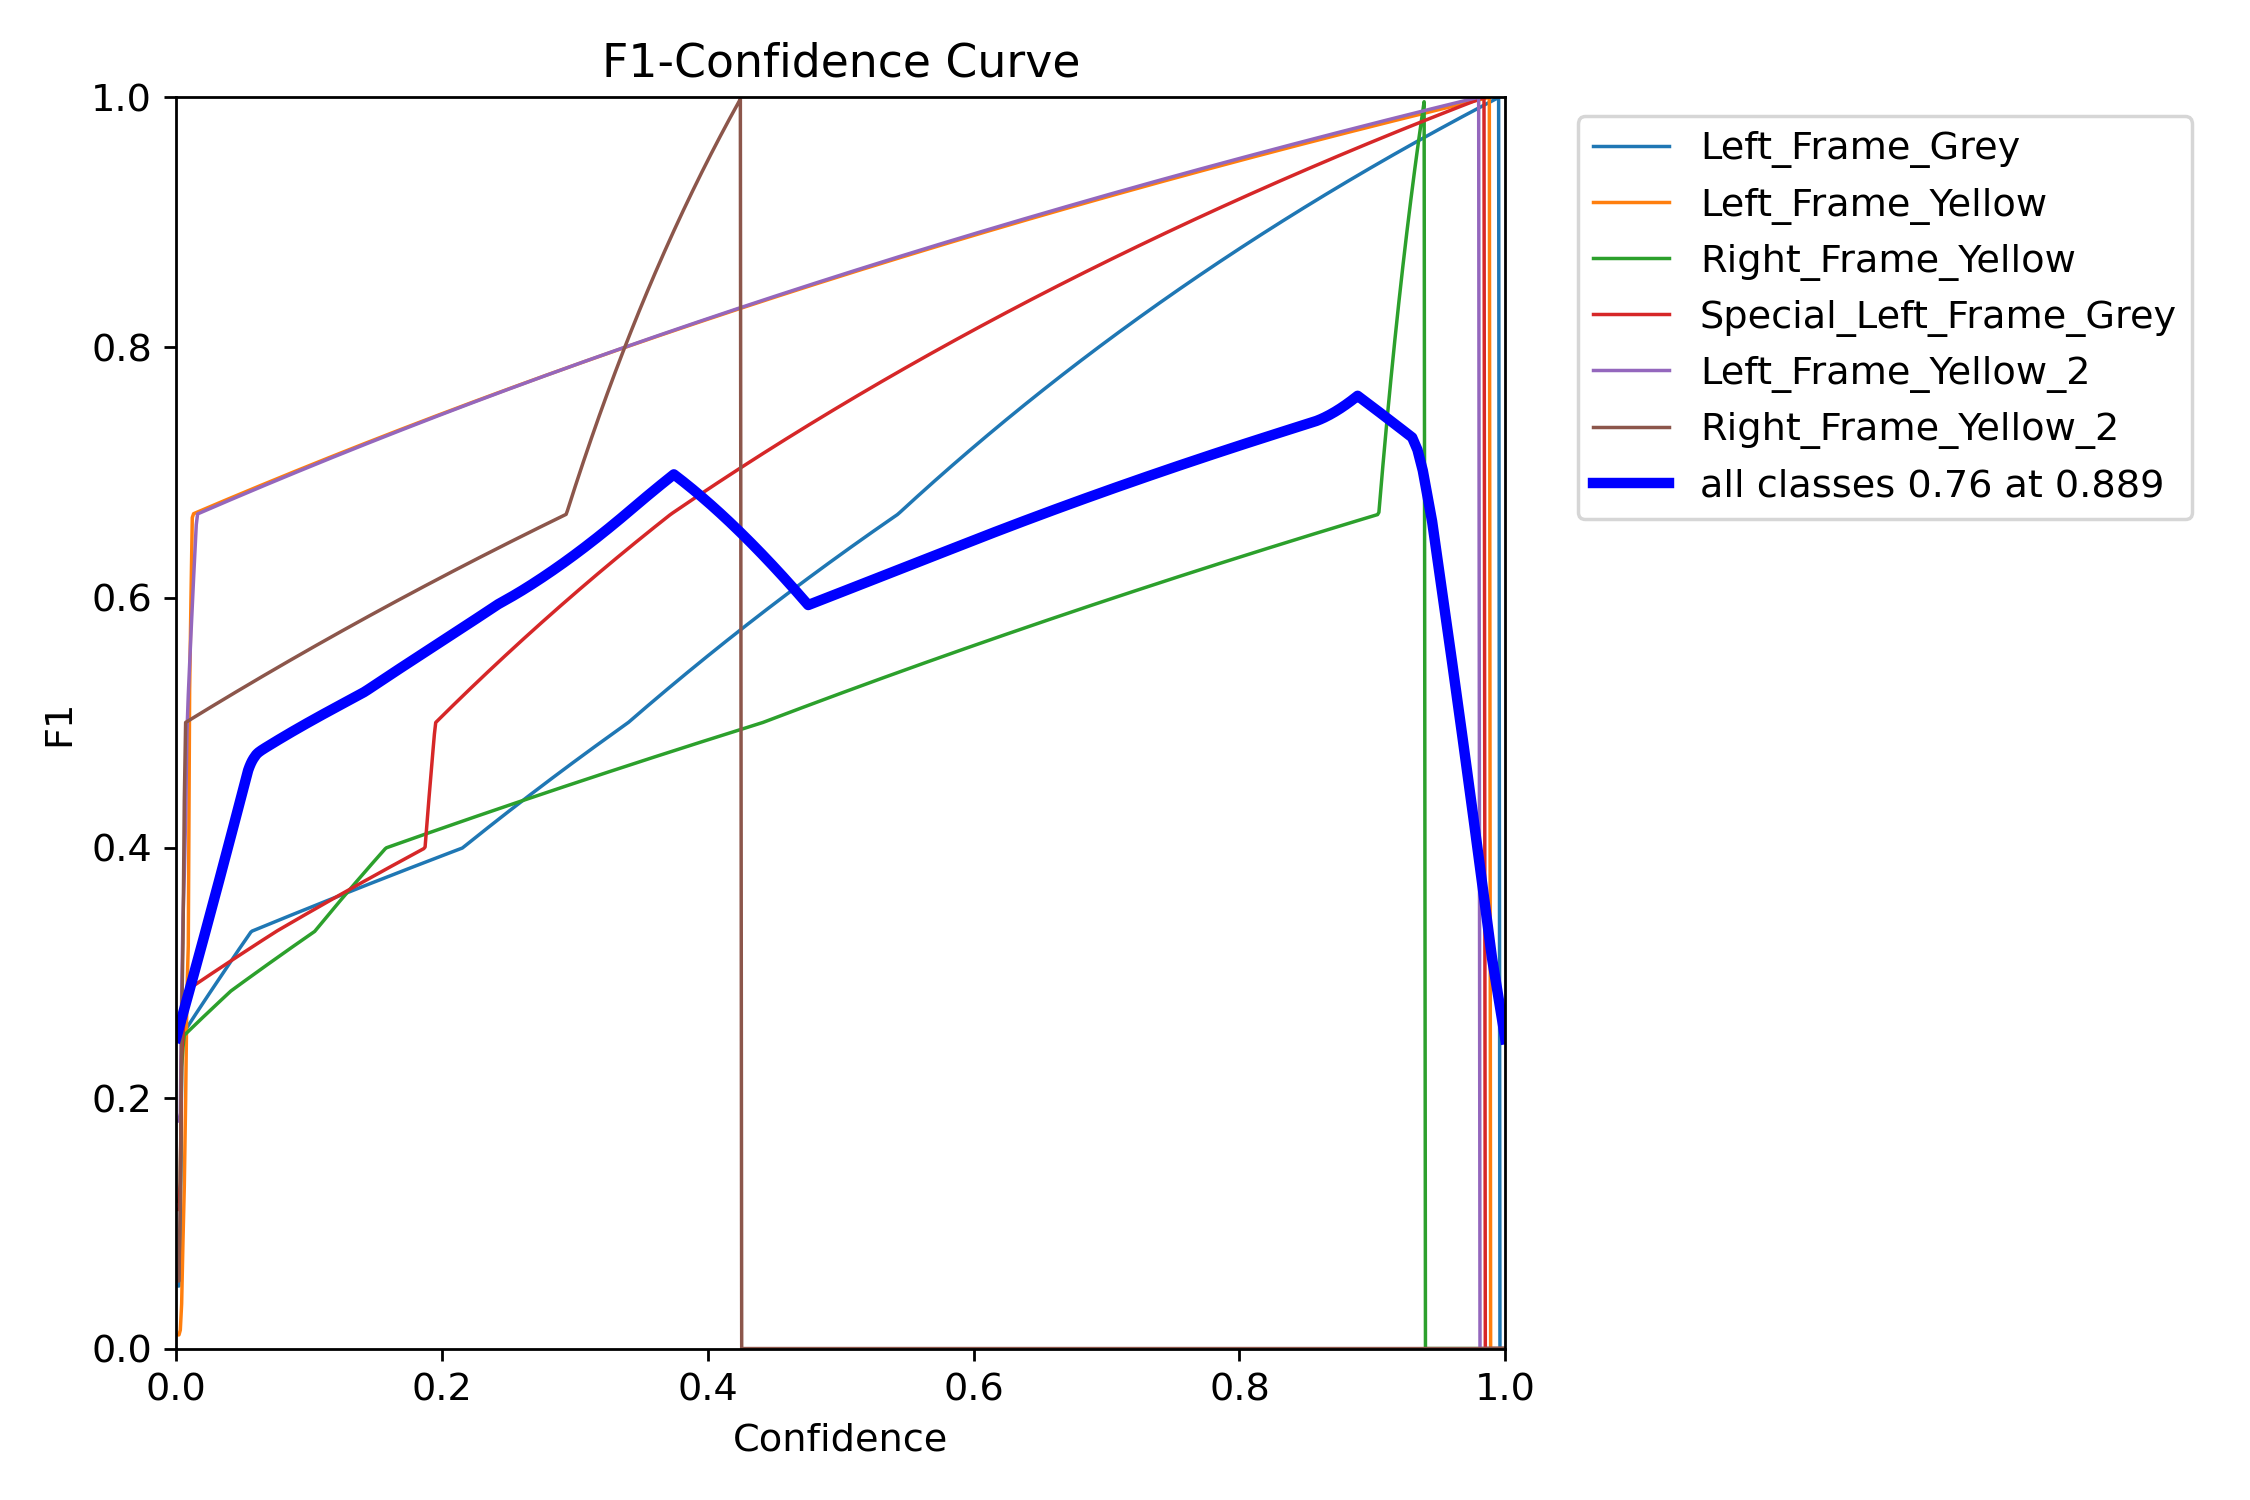 F1-Confidence Curve
1.0
0.8
0.6
0.4
0.2
0.0
F1
0.0 0.2 0.4 0.6 0.8 1.0
Confidence
Left_Frame_Grey
Left_Frame_Yellow
Right_Frame_Yellow
Special_Left_Frame_Grey
Left_Frame_Yellow_2
Right_Frame_Yellow_2
all classes 0.76 at 0.889